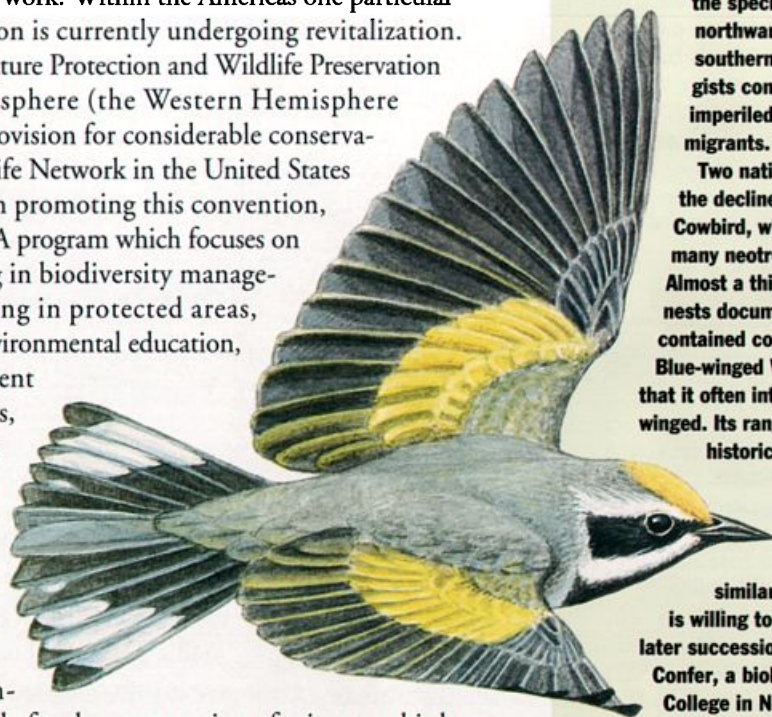 work. Within the Americas one particular
on is currently undergoing revitalization.
ture Protection and Wildlife Preservation
sphere (the Western Hemisphere
ovision for considerable conserva-
ife Network in the United States
n promoting this convention,
A program which focuses on
g in biodiversity manage-
ng in protected areas,
vironmental education,
ent
s,
n-
the spec
northwar
southern
gists con
imperiled
migrants.
Two nati
the decline
Cowbird, w
many neotr
Almost a thi
nests docum
contained co
Blue-winged
that it often int
winged. Its ran
historic
similar
is willing to
later successio
Confer, a biol
College in N